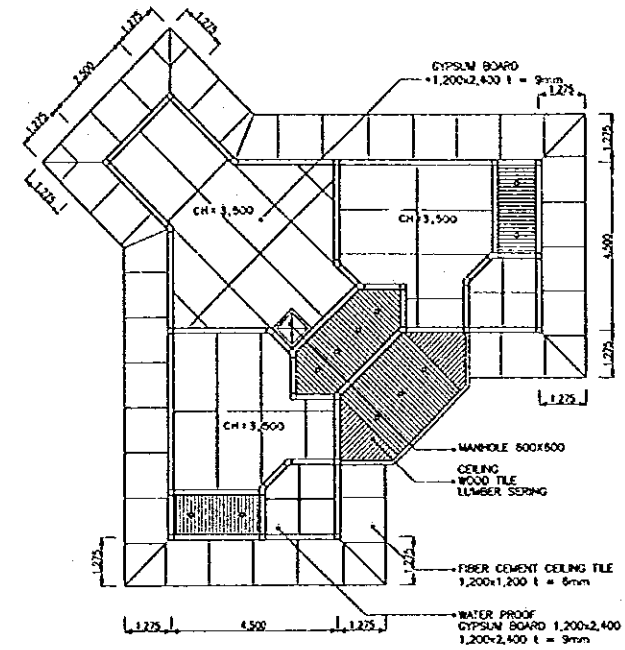 1,275
1,275
2,500
1,275
1,275
GYPSUM BOARD
1,200x2,400 t = 9mm
1,275
1,275
4,500
1,275
1,275
CH = 3,500
CH = 3,500
CH = 3,500
MANHOLE 600X600
CEILING
WOOD TILE
LUMBER SERING
FIBER CEMENT CEILING TILE
1,200x1,200 t = 6mm
WATER PROOF
GYPSUM BOARD 1,200x2,400
1,200x2,400 t = 9mm
1,275
1,275
1,275
4,500
1,275